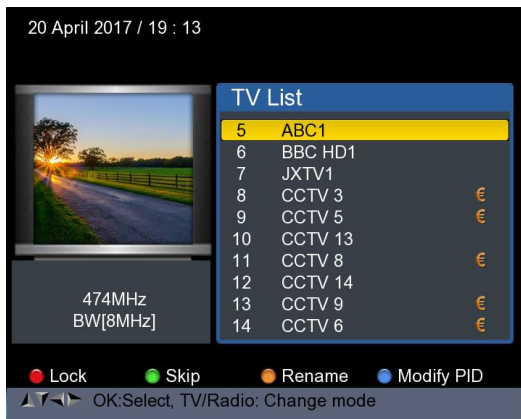 20 April 2017 / 19 : 13
TV List
5 ABC1
6 BBC HD1
7 JXTV1
8 CCTV 3 €
9 CCTV 5 €
10 CCTV 13
11 CCTV 8 €
12 CCTV 14
13 CCTV 9 €
14 CCTV 6 €
474MHz
BW[8MHz]
Lock Skip Rename Modify PID
OK:Select, TV/Radio: Change mode